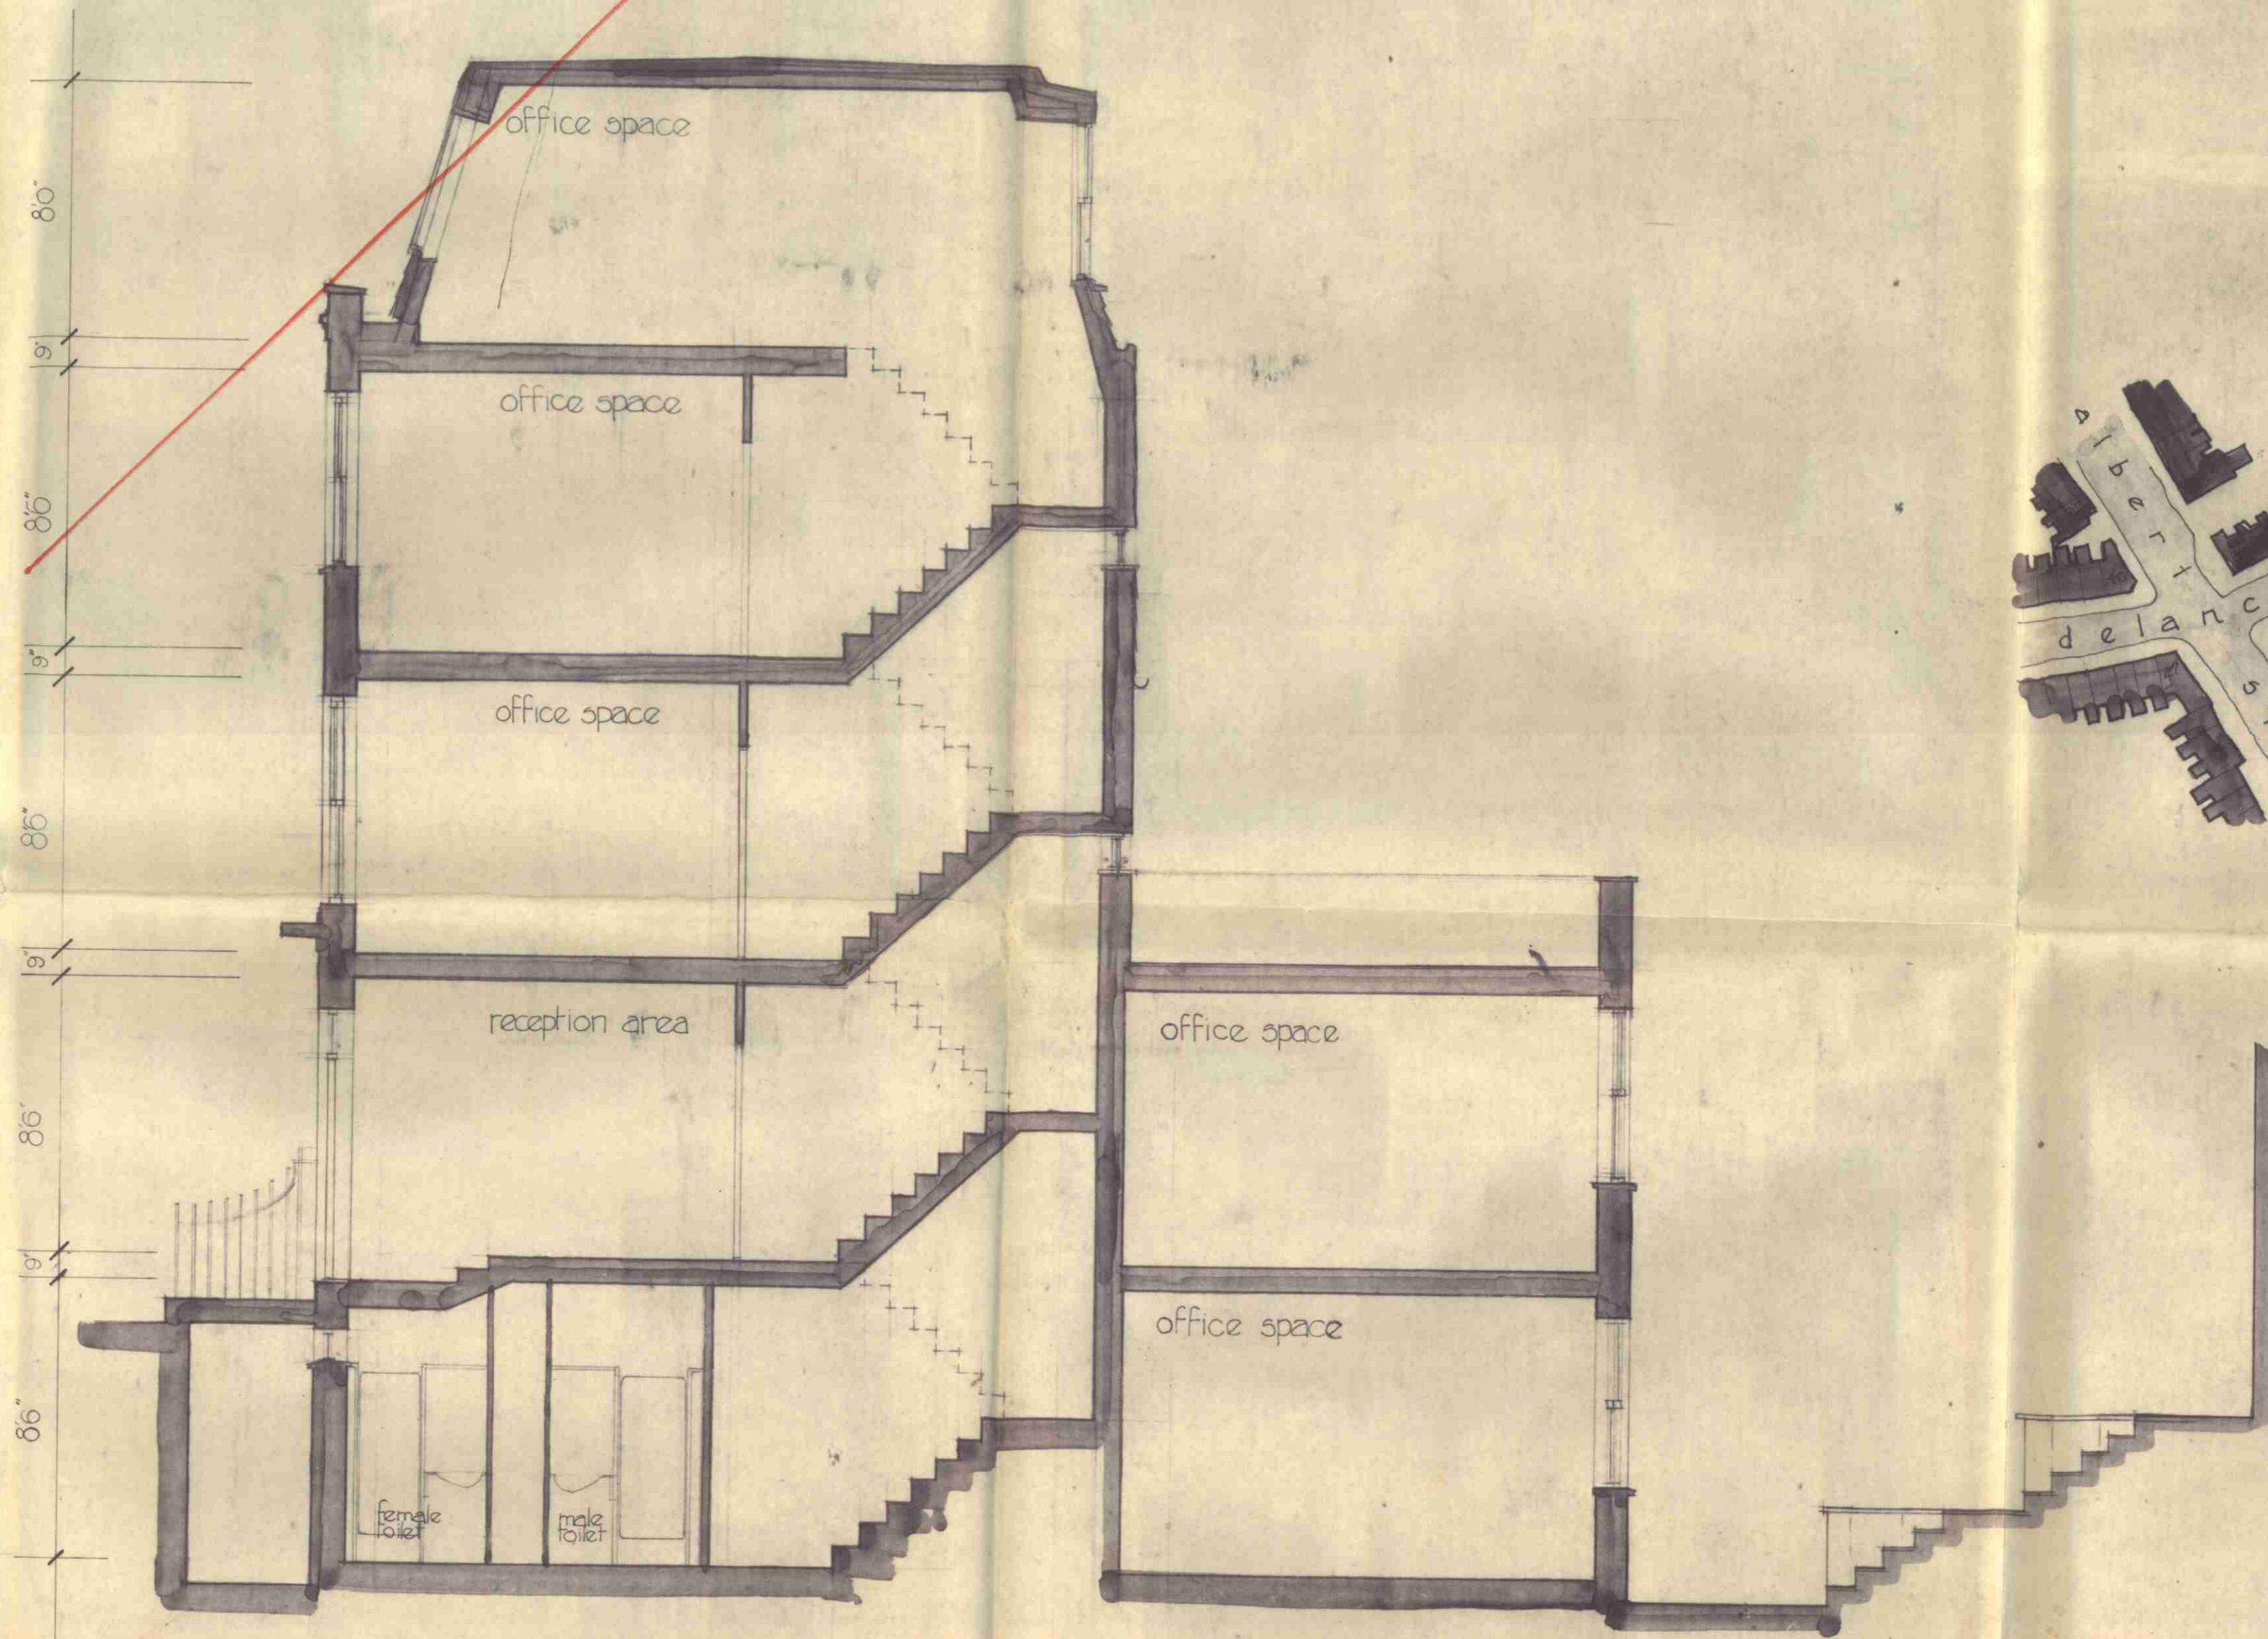 8'0"
9"
8'6"
9"
8'6"
9"
8'6"
9"
8'6"
office space
office space
office space
reception area
office space
office space
female
toilet
male
toilet
Albert
delanc
s